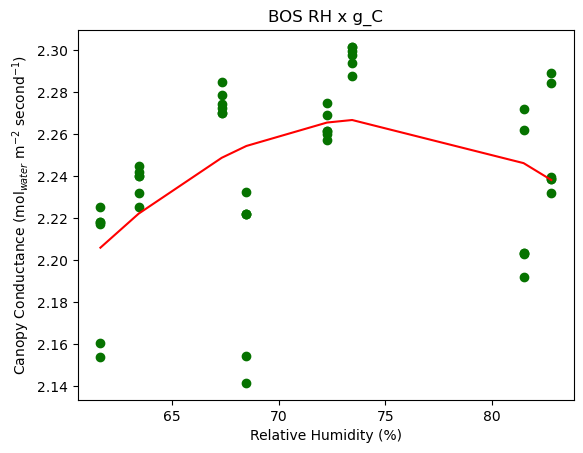 BOS RH x g_C
Canopy Conductance (mol_water m⁻² second⁻¹)
2.30
2.28
2.26
2.24
2.22
2.20
2.18
2.16
2.14
65 70 75 80
Relative Humidity (%)